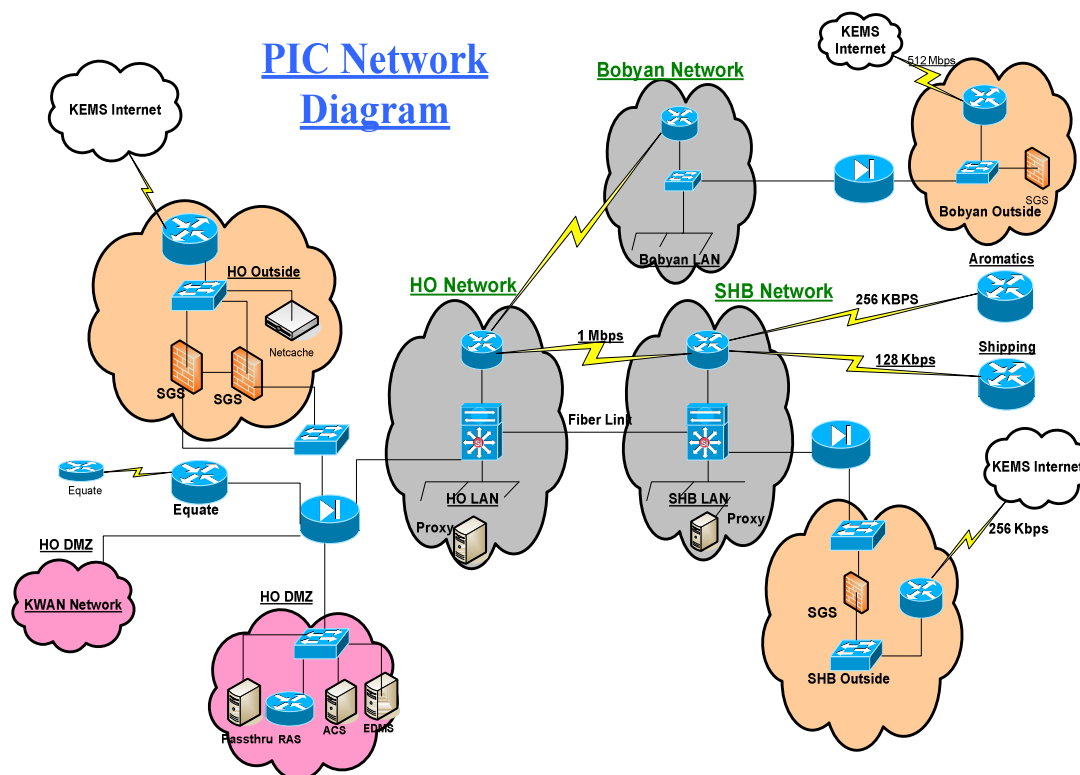 PIC Network
Diagram
KEMS
Internet
512 Mbps
Bobyan Network
KEMS Internet
SGS
Bobyan Outside
Bobyan LAN
HO Outside
Netcache
SGS
SGS
HO Network
SHB Network
Aromatics
256 KBPS
1 Mbps
128 Kbps
Shipping
Fiber Link
SI
SI
HO LAN
SHB LAN
Proxy
Proxy
KEMS Internet
256 Kbps
Equate
Equate
HO DMZ
KWAN Network
HO DMZ
Passthru
RAS
ACS
EDMS
SGS
SHB Outside